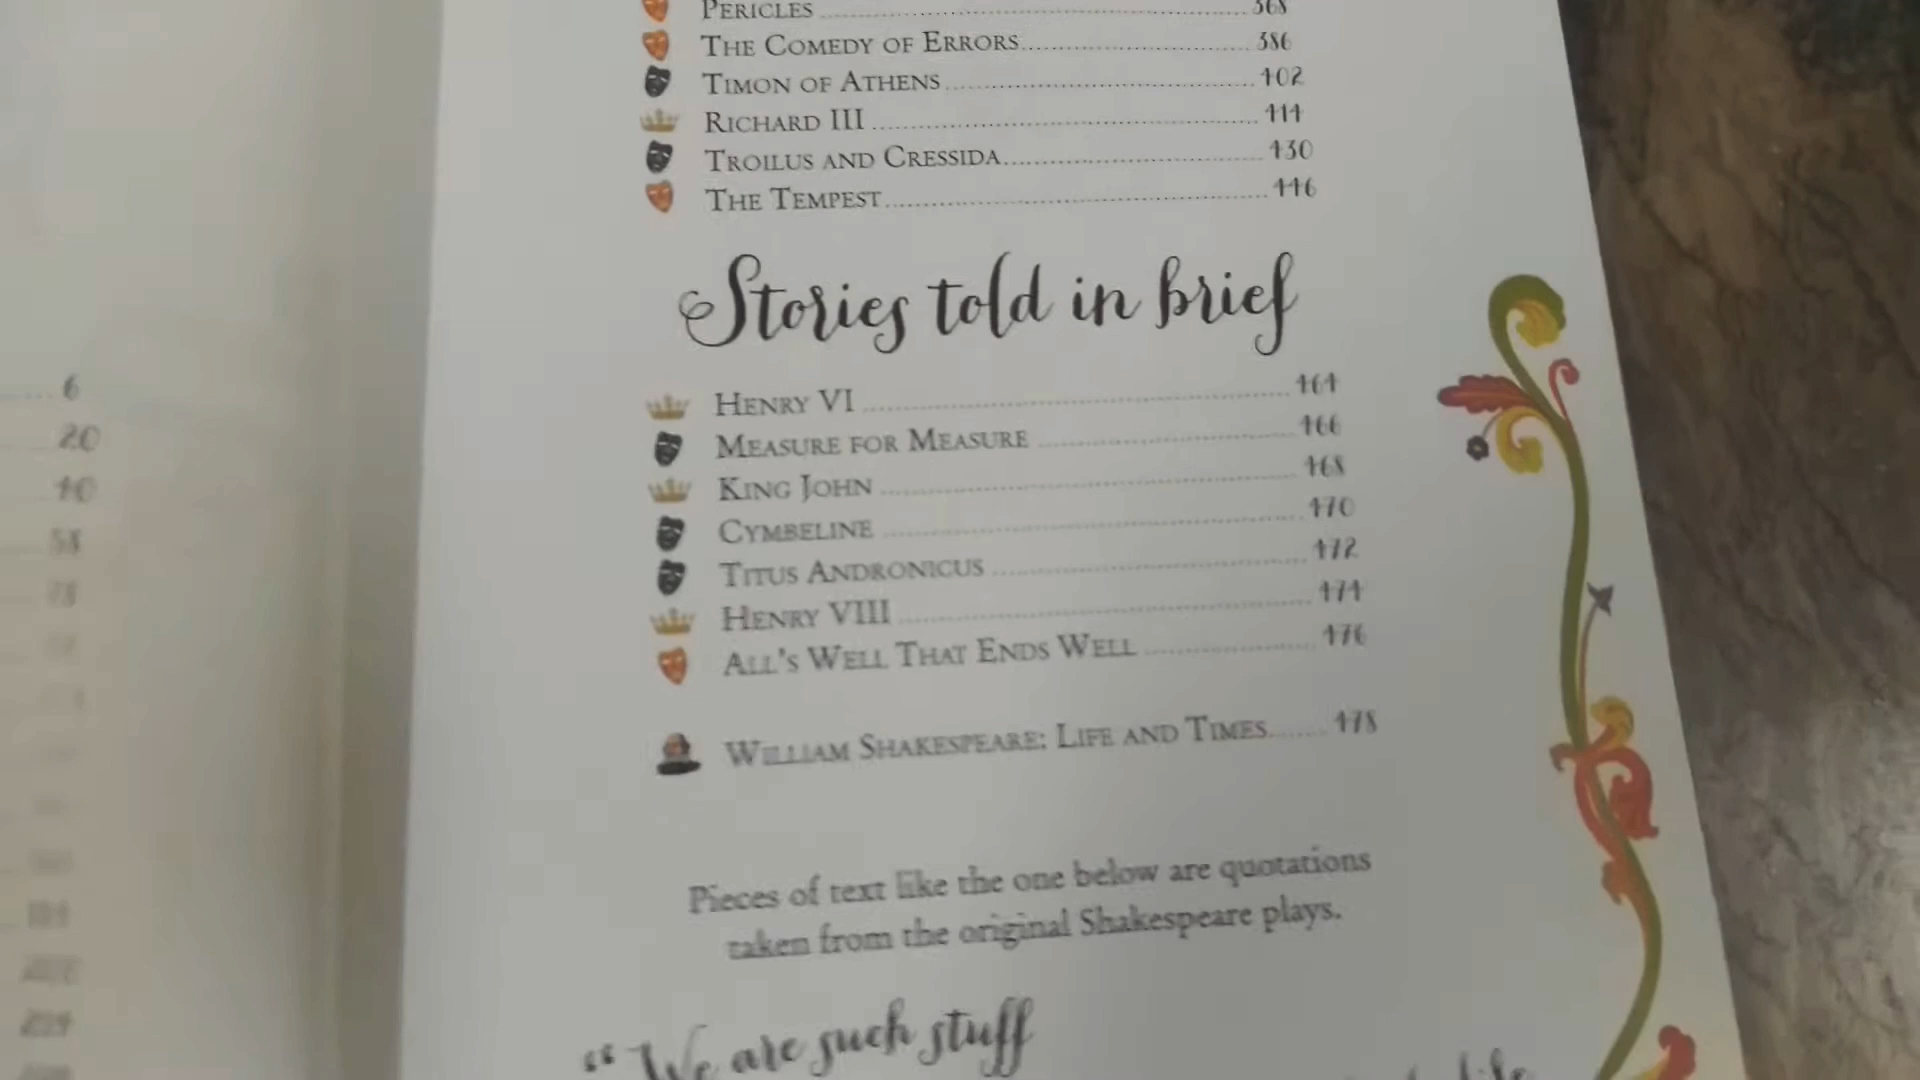 6
20
40
58
PERICLES 368
THE COMEDY OF ERRORS 386
TIMON OF ATHENS 402
RICHARD III 414
TROILUS AND CRESSIDA 430
THE TEMPEST 446
Stories told in brief
HENRY VI 464
MEASURE FOR MEASURE 466
KING JOHN 468
CYMBELINE 470
TITUS ANDRONICUS 472
HENRY VIII 474
ALL'S WELL THAT ENDS WELL 476
WILLIAM SHAKESPEARE: LIFE AND TIMES 478
Pieces of text like the one below are quotations
taken from the original Shakespeare plays.
"We are such stuff